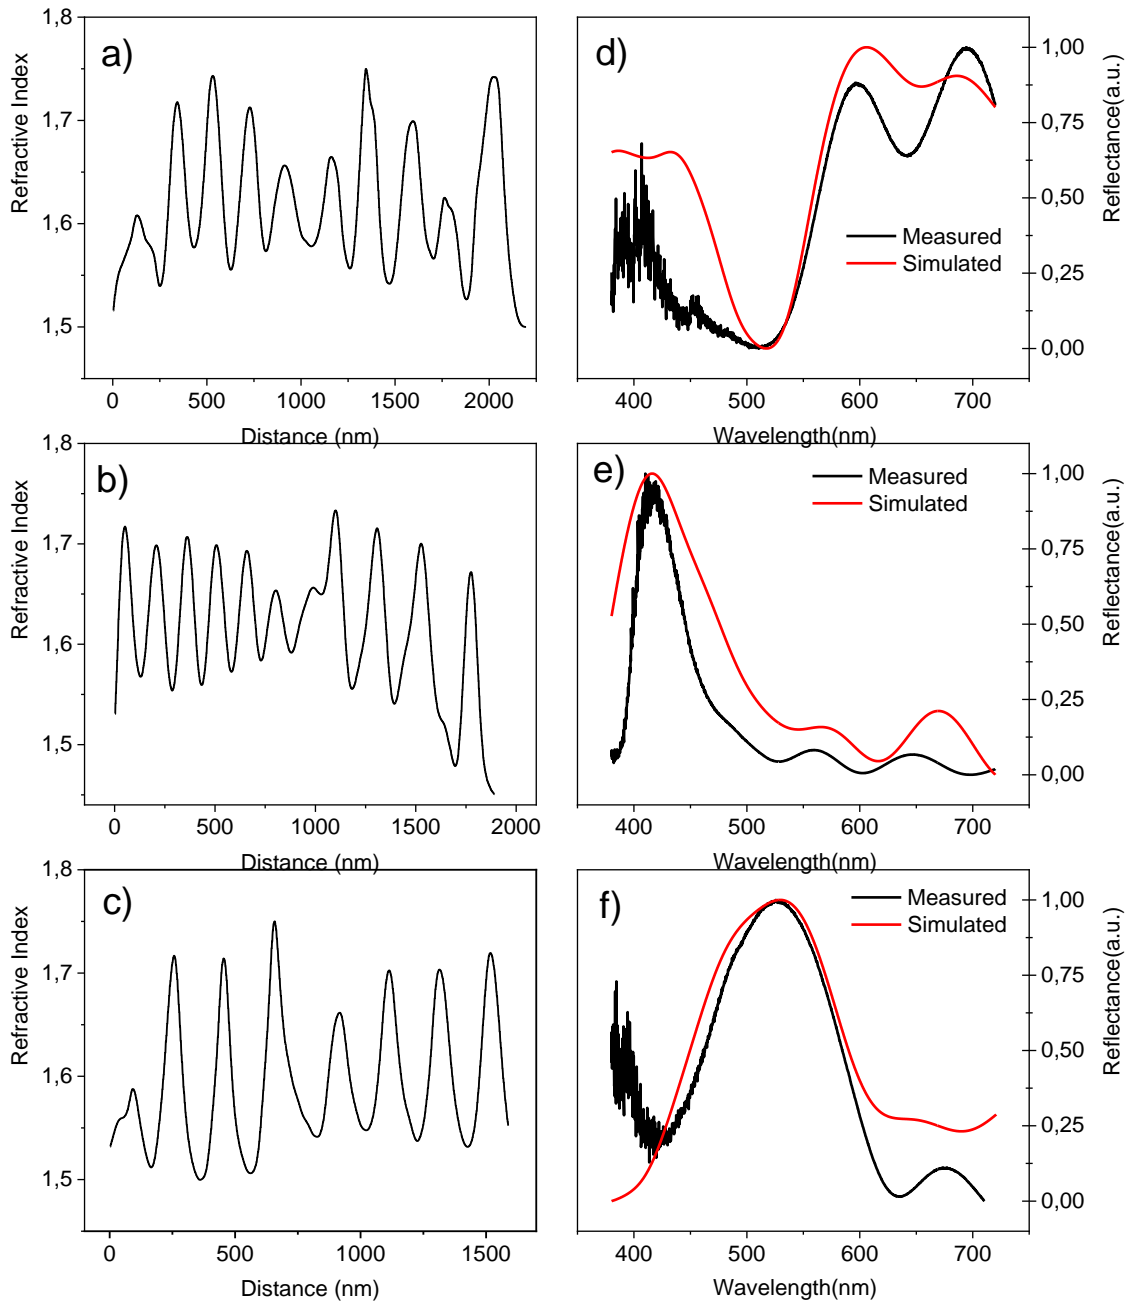 a)
1,8
1,7
1,6
1,5
Refractive Index
0 500 1000 1500 2000
Distance (nm)
d)
Measured
Simulated
1,00
0,75
0,50
0,25
0,00
Reflectance(a.u.)
400 500 600 700
Wavelength(nm)
b)
1,8
1,7
1,6
1,5
Refractive Index
0 500 1000 1500 2000
Distance (nm)
e)
Measured
Simulated
1,00
0,75
0,50
0,25
0,00
Reflectance(a.u.)
400 500 600 700
Wavelength(nm)
c)
1,8
1,7
1,6
1,5
Refractive Index
0 500 1000 1500
Distance (nm)
f)
Measured
Simulated
1,00
0,75
0,50
0,25
0,00
Reflectance(a.u.)
400 500 600 700
Wavelength(nm)